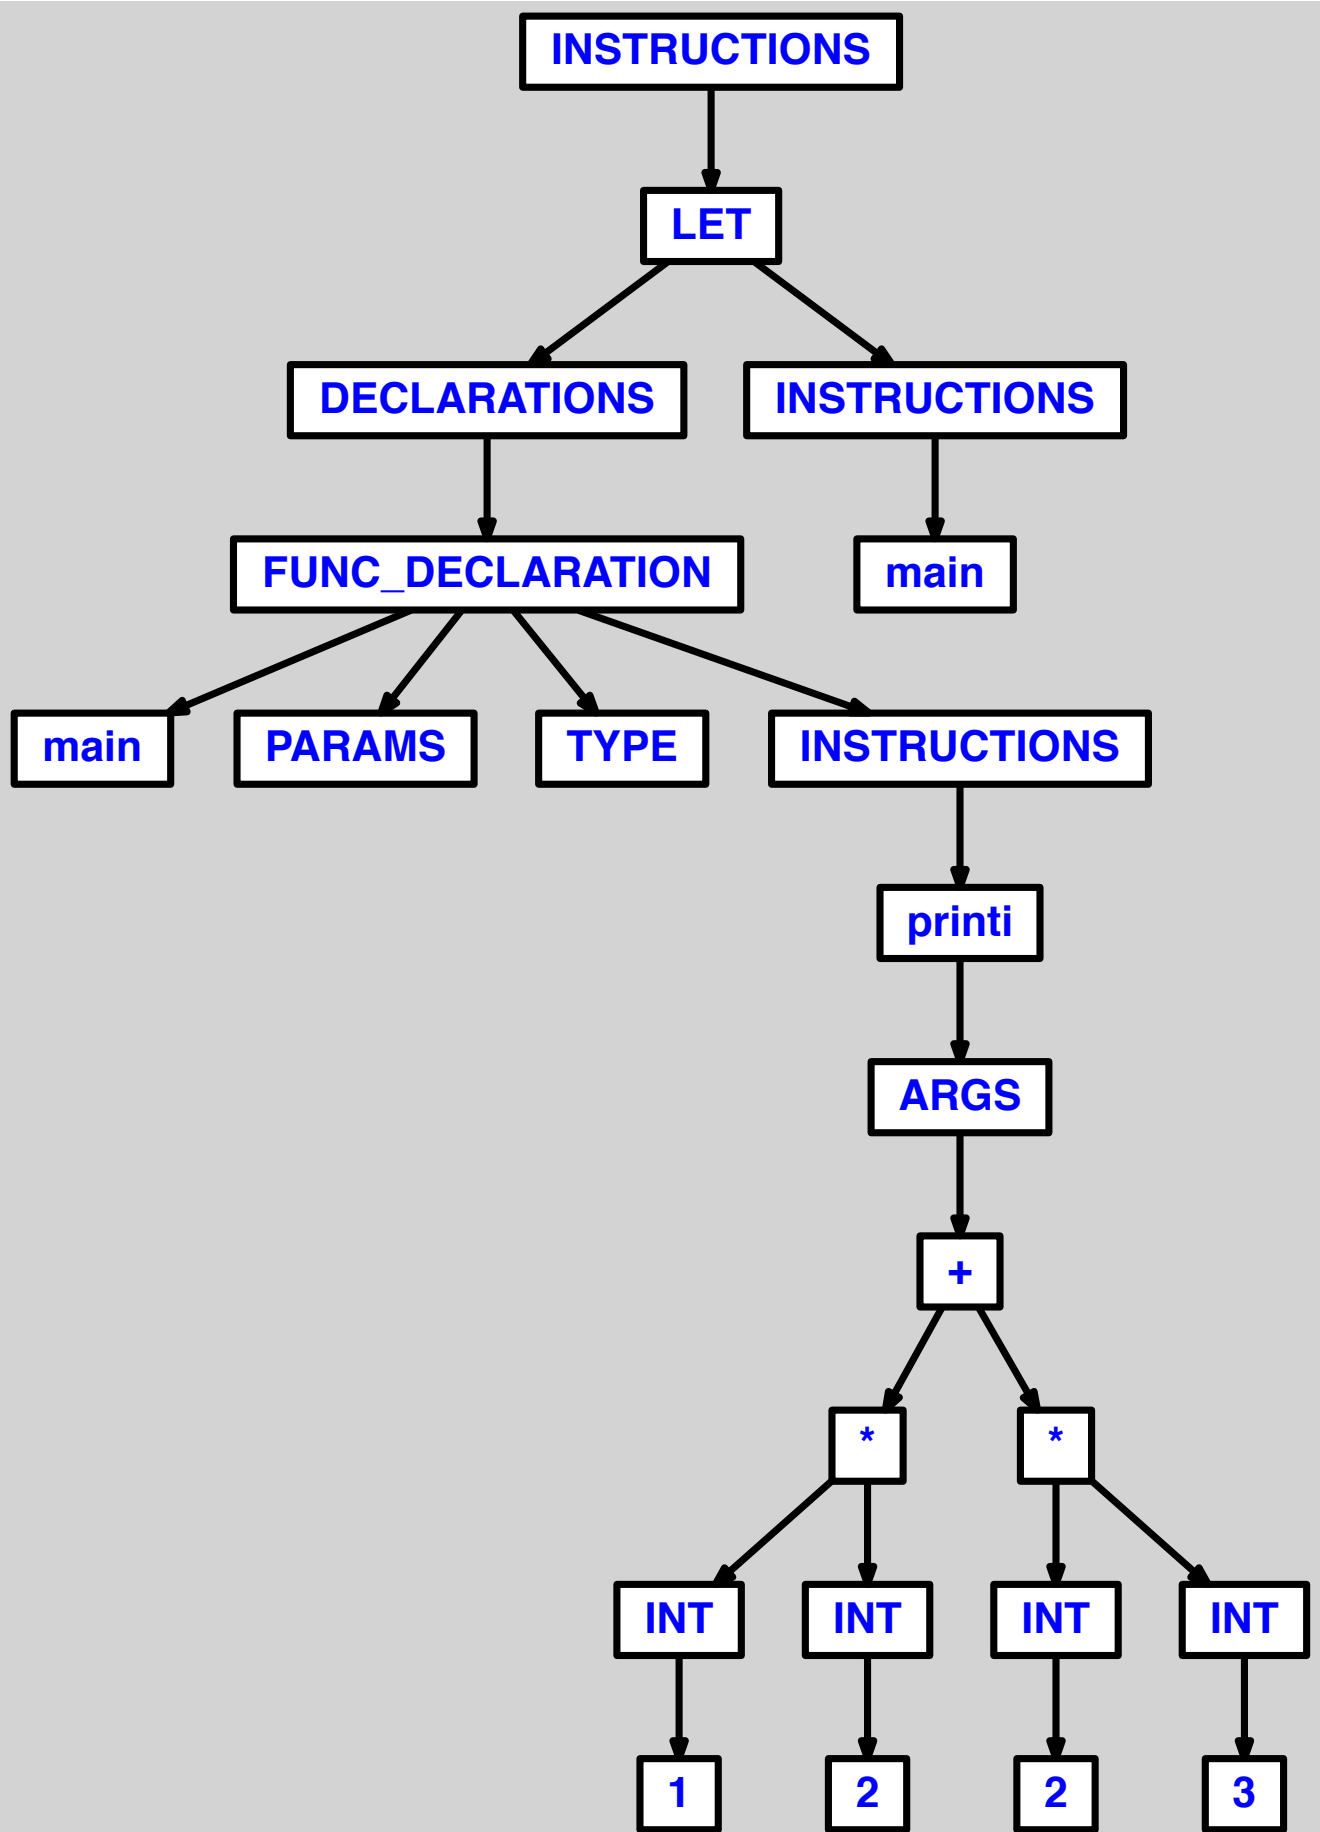 INSTRUCTIONS
LET
DECLARATIONS
INSTRUCTIONS
FUNC_DECLARATION
main
main
PARAMS
TYPE
INSTRUCTIONS
printi
ARGS
+
*
*
INT
INT
INT
INT
1
2
2
3